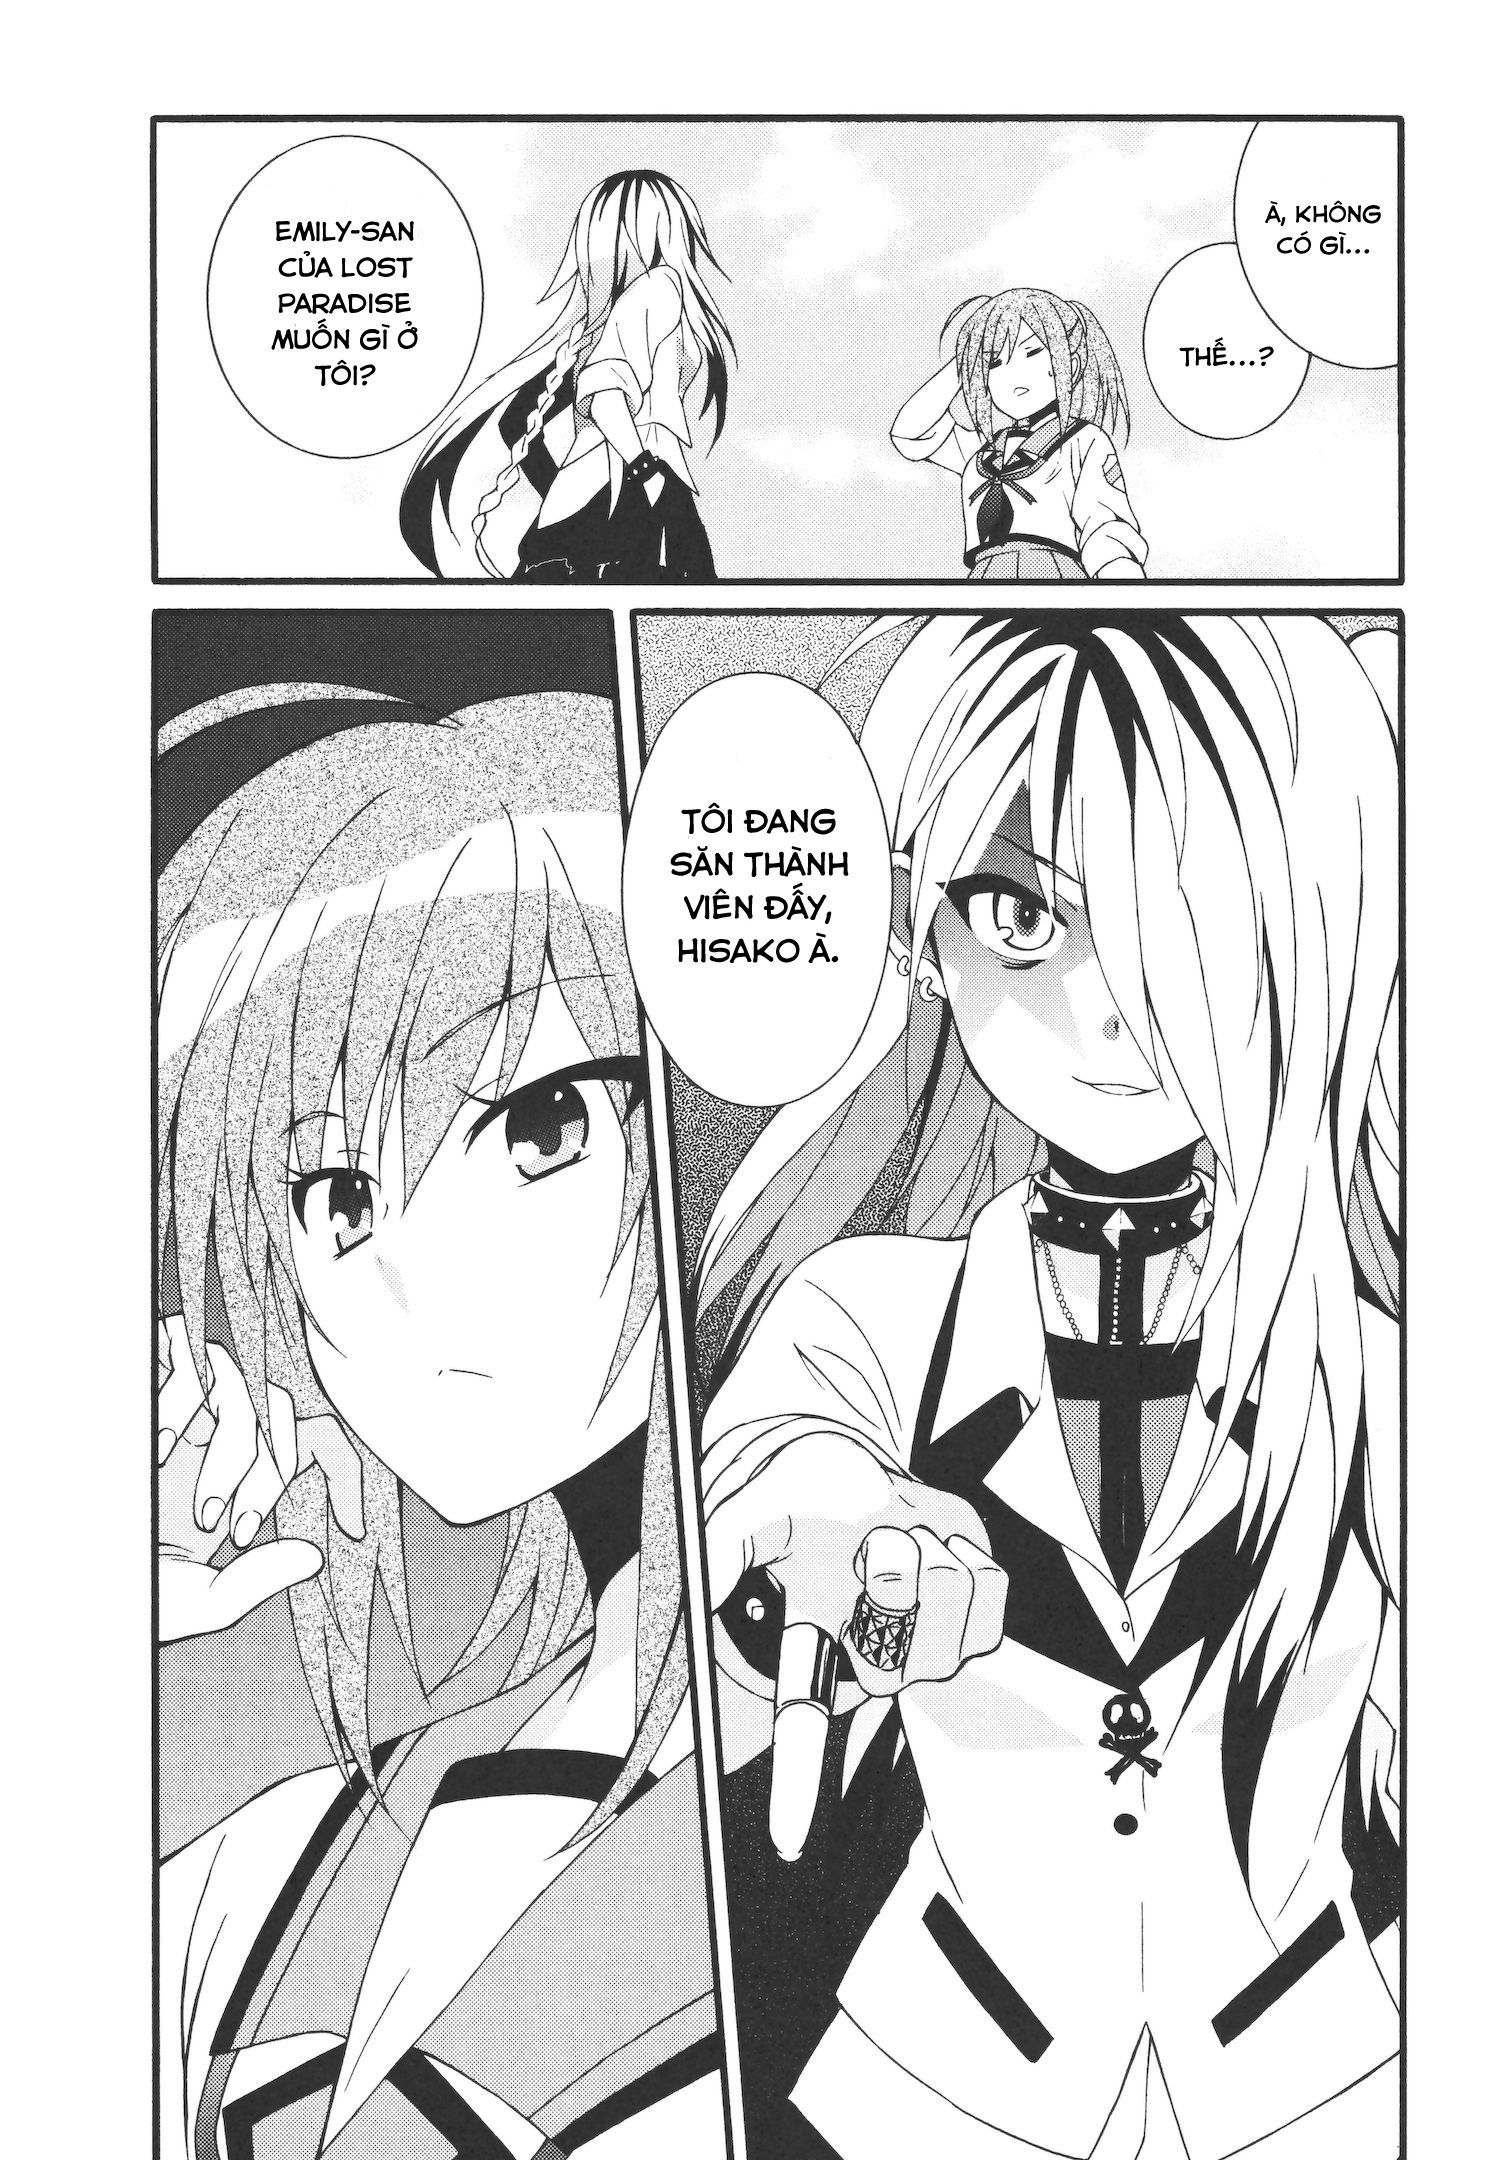 À, KHÔNG
CÓ GÌ...
THẾ...?
EMILY-SAN
CỦA LOST
PARADISE
MUỐN GÌ Ở
TÔI?
TÔI ĐANG
SĂN THÀNH
VIÊN ĐẤY,
HISAKO À.